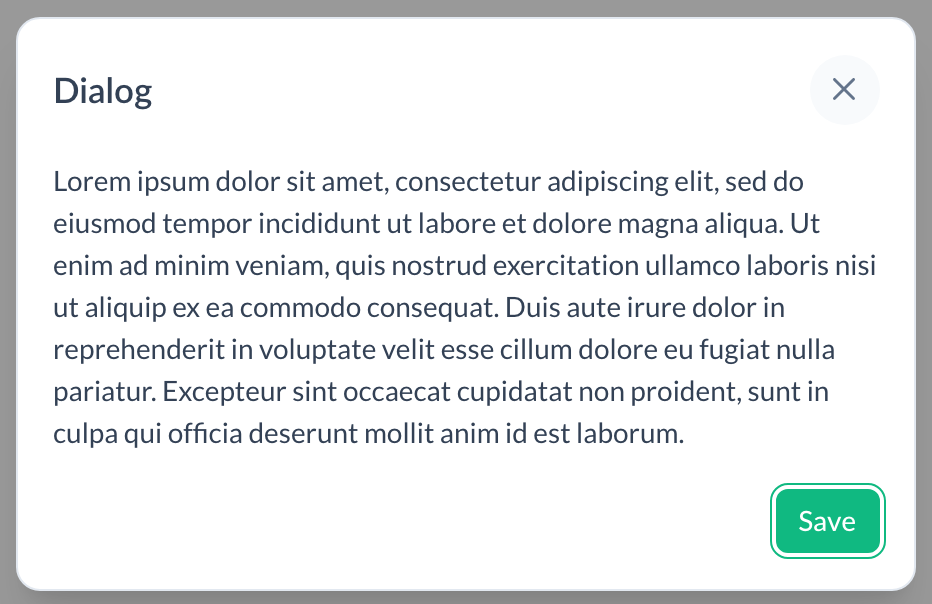 Dialog
Lorem ipsum dolor sit amet, consectetur adipiscing elit, sed do
eiusmod tempor incididunt ut labore et dolore magna aliqua. Ut
enim ad minim veniam, quis nostrud exercitation ullamco laboris nisi
ut aliquip ex ea commodo consequat. Duis aute irure dolor in
reprehenderit in voluptate velit esse cillum dolore eu fugiat nulla
pariatur. Excepteur sint occaecat cupidatat non proident, sunt in
culpa qui officia deserunt mollit anim id est laborum.
Save